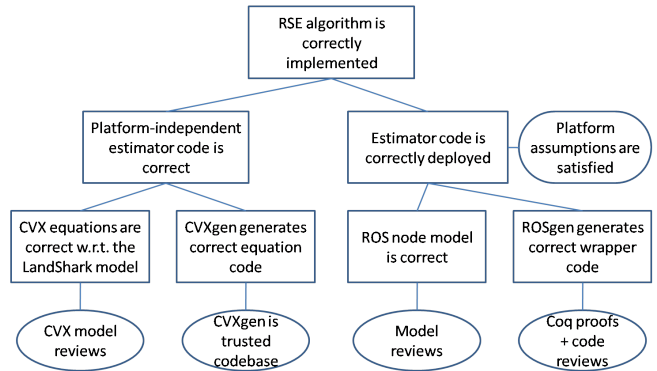 RSE algorithm is
correctly
implemented
Platform-independent
estimator code is
correct
Estimator code is
correctly deployed
Platform
assumptions are
satisfied
CVX equations are
correct w.r.t. the
LandShark model
CVXgen generates
correct equation
code
ROS node model
is correct
ROSgen generates
correct wrapper
code
CVX model
reviews
CVXgen is
trusted
codebase
Model
reviews
Coq proofs
+ code
reviews